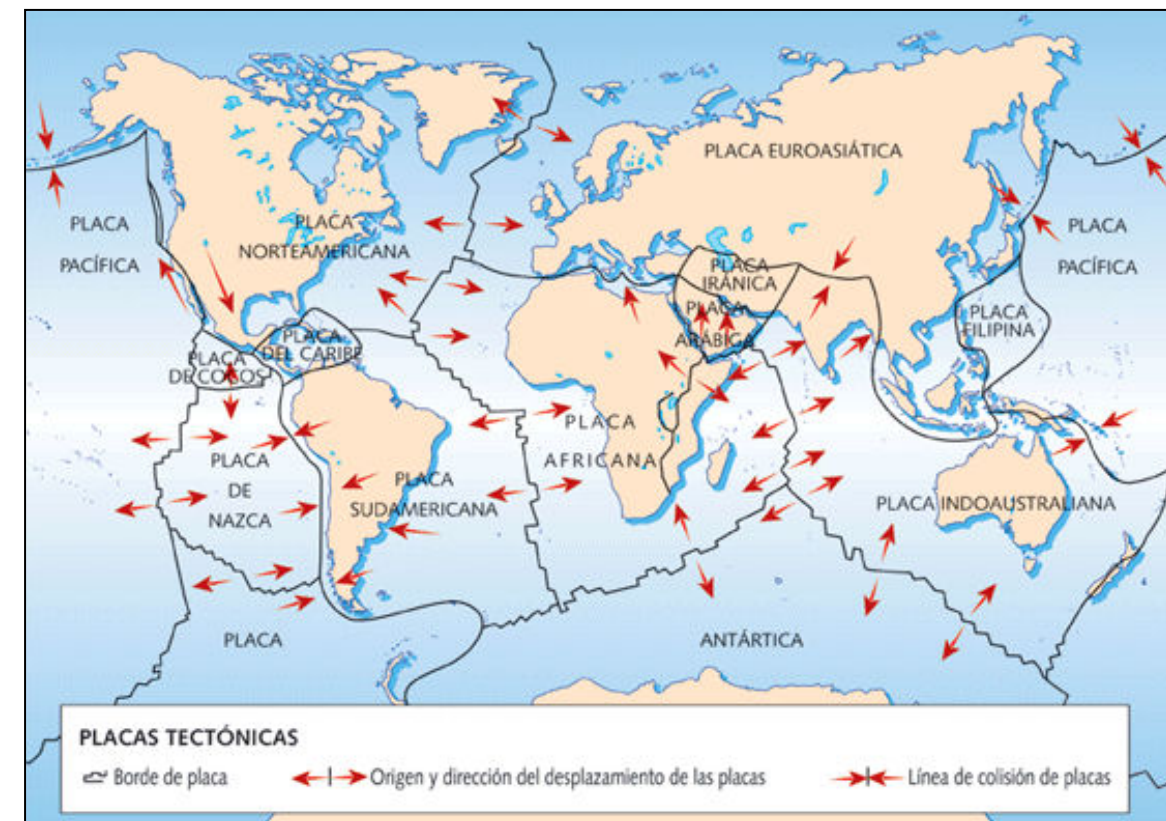 PLACA EUROASIÁTICA
PLACA
PACÍFICA
PLACA
NORTEAMERICANA
PLACA
IRÁNICA
PLACA
ARÁBIGA
PLACA
PACÍFICA
PLACA
FILIPINA
PLACA
DEL CARIBE
PLACA
DE COCOS
PLACA
AFRICANA
PLACA
DE
NAZCA
PLACA
SUDAMERICANA
PLACA INDOAUSTRALIANA
PLACA
ANTÁRTICA
PLACAS TECTÓNICAS
Borde de placa
Origen y dirección del desplazamiento de las placas
Línea de colisión de placas